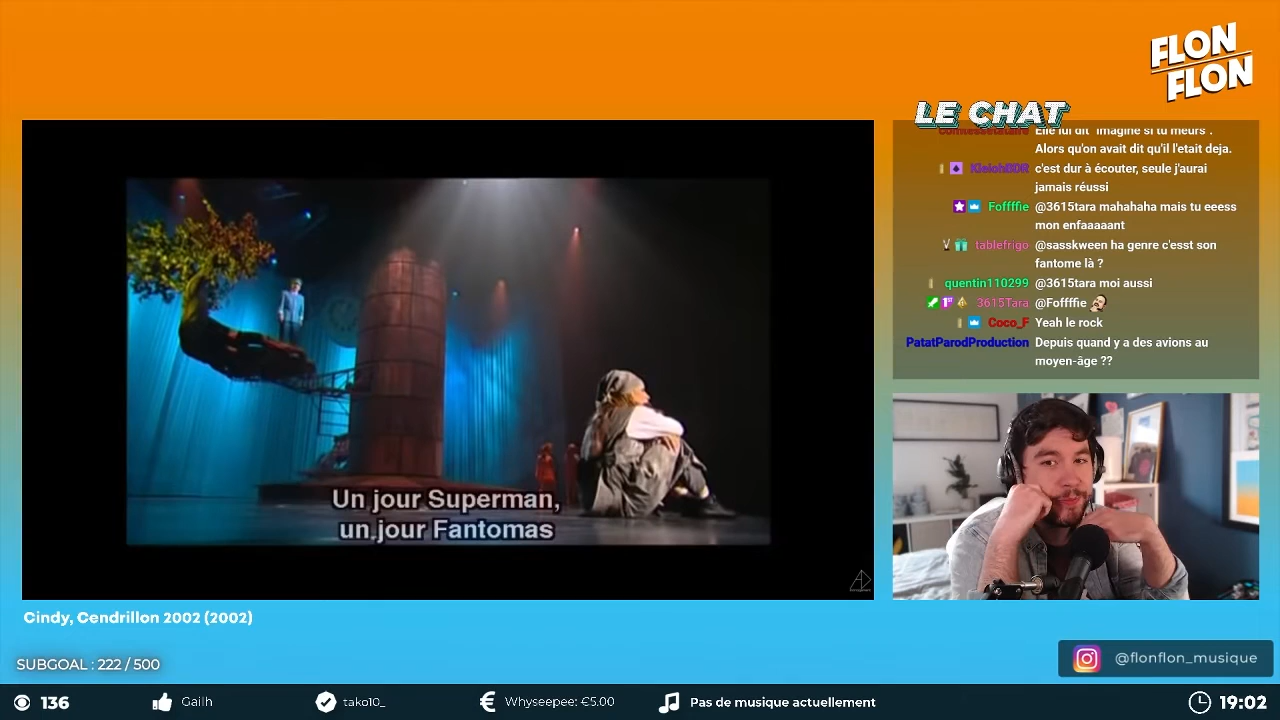 FLON
FLON
LE CHAT
Elle lui dit "imagine si tu meurs".
Alors qu'on avait dit qu'il l'etait deja.
c'est dur à écouter, seule j'aurai
jamais réussi
Foffffie @3615tara mahahaha mais tu eeess
mon enfaaaaant
tablefrigo @sasskween ha genre c'esst son
fantome là ?
quentin110299 @3615tara moi aussi
3615Tara @Foffffie
Coco_F Yeah le rock
PatatParodProduction Depuis quand y a des avions au
moyen-âge ??
Un jour Superman,
un jour Fantomas
Cindy, Cendrillon 2002 (2002)
SUBGOAL : 222 / 500
@flonflon_musique
136 Gailh tako10_ € Whyseepee: €5.00 Pas de musique actuellement 19:02